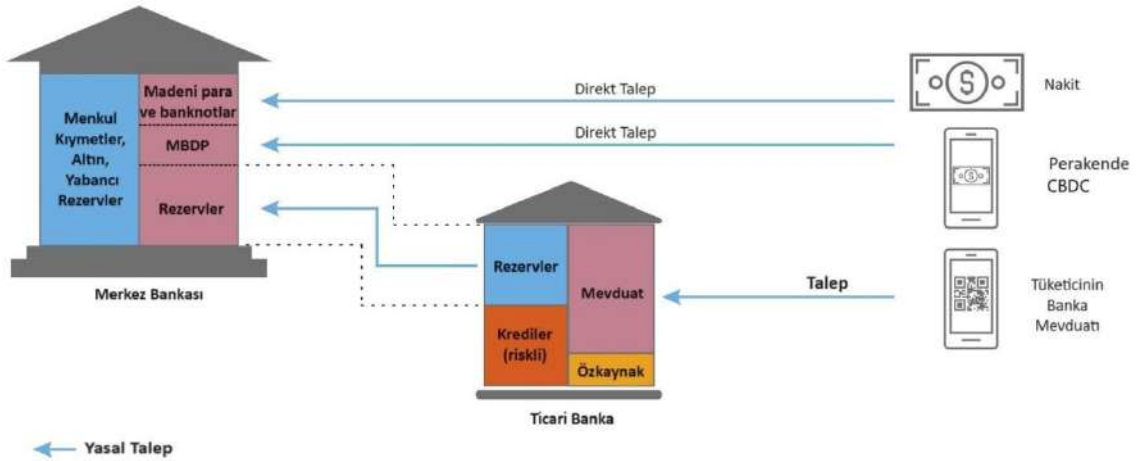 Menkul
Kıymetler,
Altın,
Yabancı
Rezervler
Madeni para
ve banknotlar
MBDP
Rezervler
Merkez Bankası
Direkt Talep
Direkt Talep
Nakit
Perakende
CBDC
Rezervler
Mevduat
Krediler
(riskli)
Özkaynak
Ticari Banka
Talep
Tüketicinin
Banka
Mevduatı
Yasal Talep